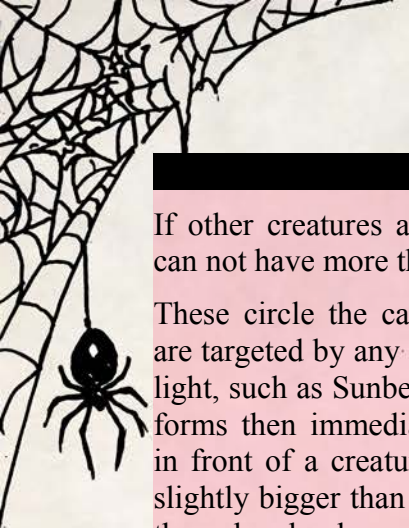 If other creatures a
can not have more th
These circle the ca
are targeted by any
light, such as Sunbe
forms then immedia
in front of a creatu
slightly bigger than